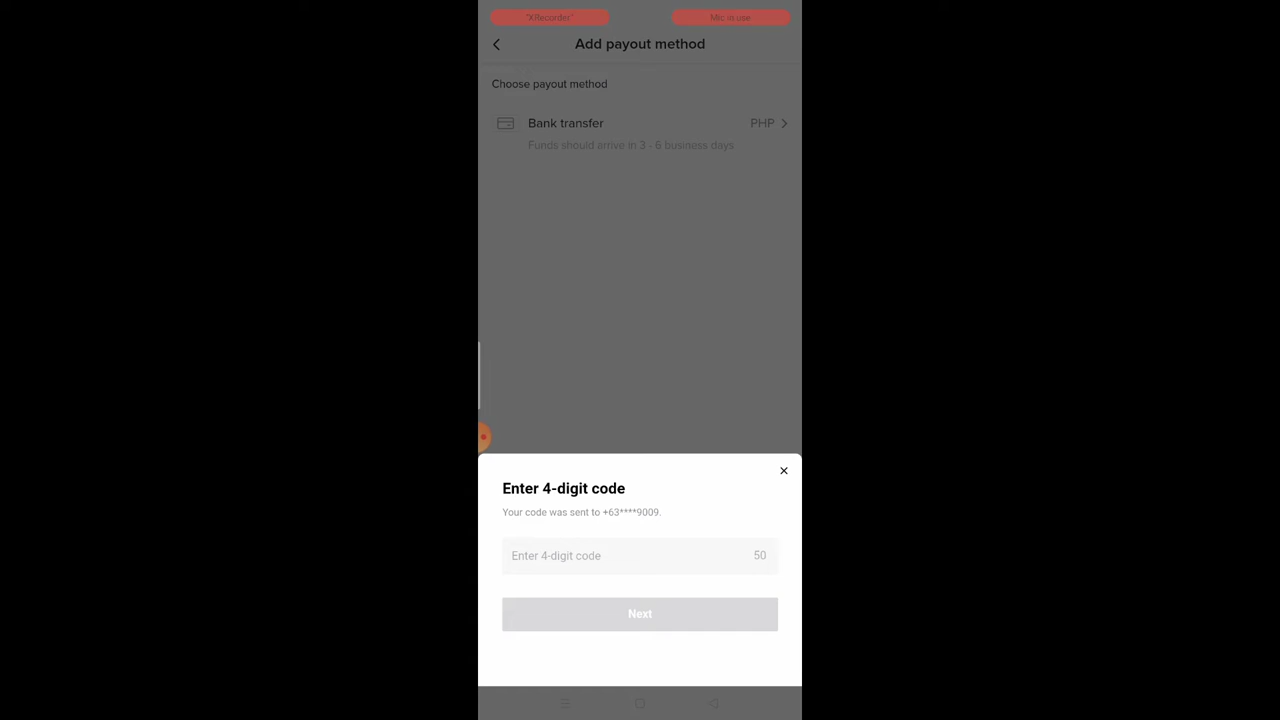 "XRecorder"
Mic in use
Add payout method
Choose payout method
Bank transfer
PHP
Funds should arrive in 3 - 6 business days
Enter 4-digit code
Your code was sent to +63****9009.
Enter 4-digit code
50
Next